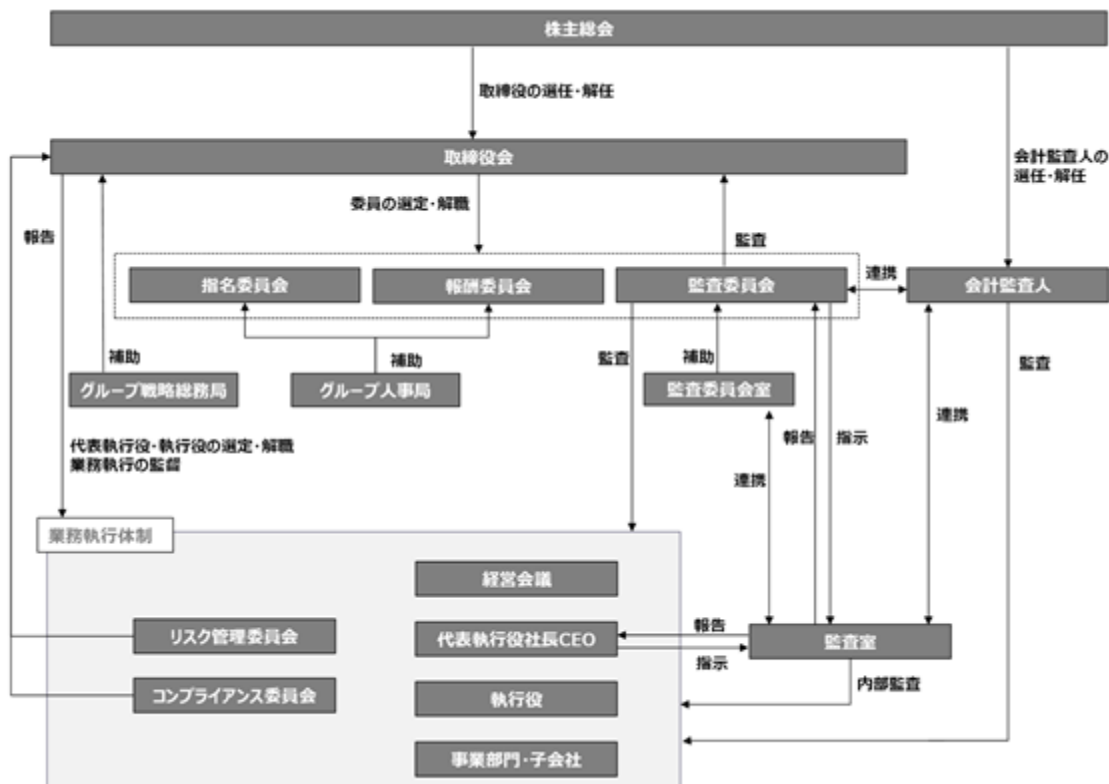 株主総会
取締役の選任・解任
取締役会
会計監査人の
選任・解任
委員の選定・解職
報告
監査
指名委員会
報酬委員会
監査委員会
連携
会計監査人
補助
補助
監査
補助
監査
グループ戦略総務局
グループ人事局
監査委員会室
連携
代表執行役・執行役の選定・解職
業務執行の監督
報告
指示
連携
業務執行体制
経営会議
リスク管理委員会
代表執行役社長CEO
報告
指示
監査室
コンプライアンス委員会
執行役
内部監査
事業部門・子会社